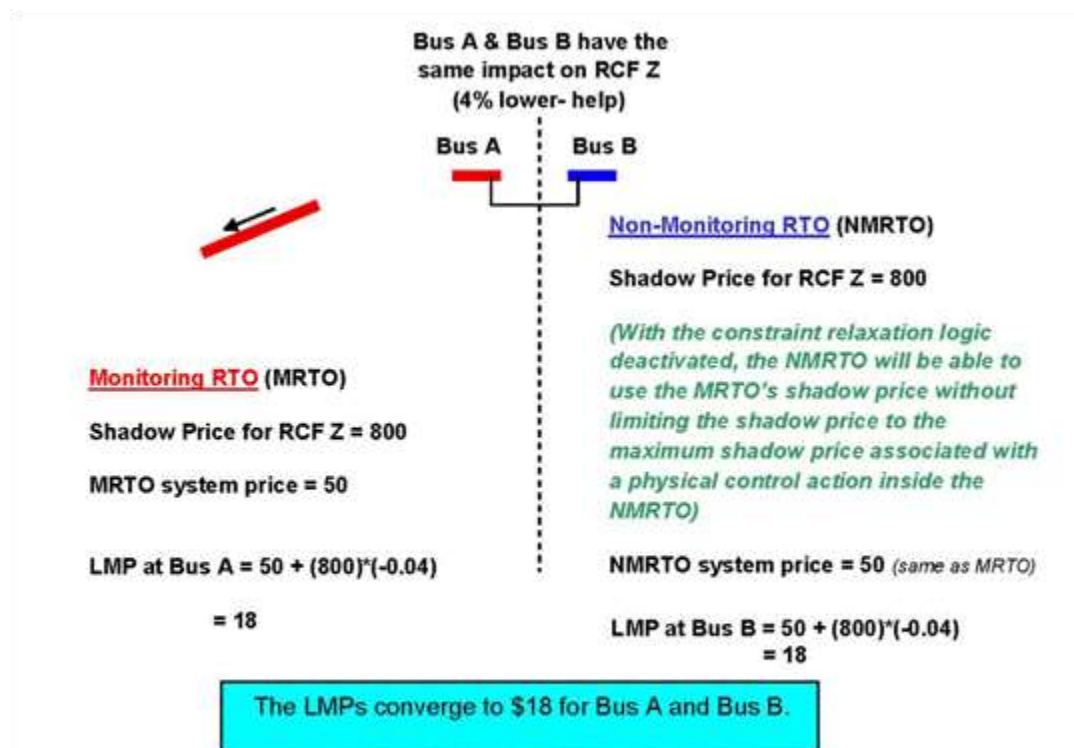 Bus A & Bus B have the
same impact on RCF Z
(4% lower- help)
Bus A
Bus B
Monitoring RTO (MRTO)
Shadow Price for RCF Z = 800
MRTO system price = 50
LMP at Bus A = 50 + (800)*(-0.04)
= 18
Non-Monitoring RTO (NMRTO)
Shadow Price for RCF Z = 800
(With the constraint relaxation logic
deactivated, the NMRTO will be able to
use the MRTO's shadow price without
limiting the shadow price to the
maximum shadow price associated with
a physical control action inside the
NMRTO)
NMRTO system price = 50 (same as MRTO)
LMP at Bus B = 50 + (800)*(-0.04)
= 18
The LMPs converge to $18 for Bus A and Bus B.